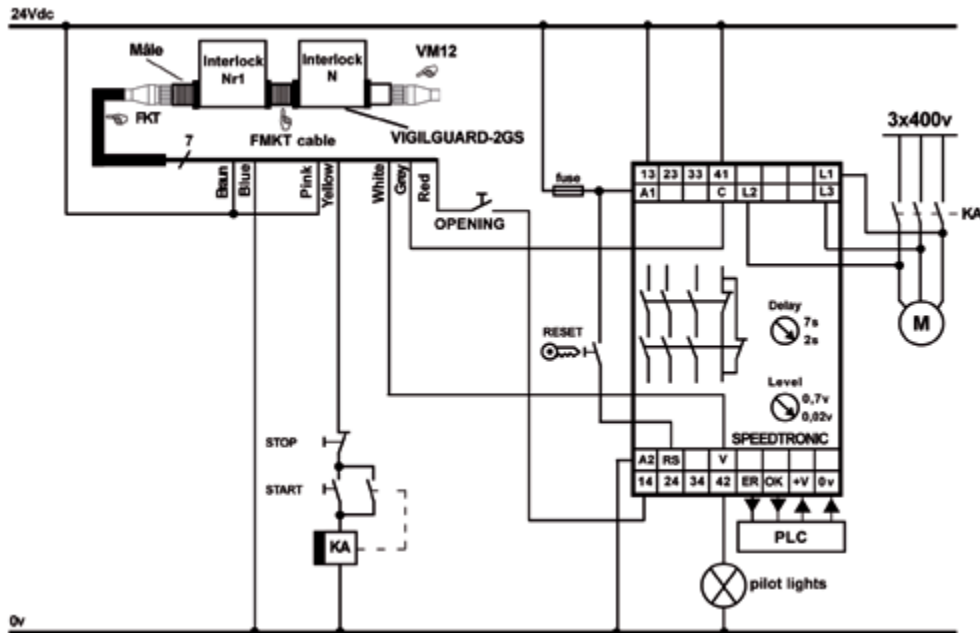 24Vdc
Mâle
Interlock
Nr1
Interlock
N
VM12
FKT
7
FMKT cable
VIGILGUARD-2GS
3x400v
Braun
Blue
Pink
Yellow
White
Grey
Red
OPENING
fuse
13 23 33 41 L1
A1 C L2 L3
KA
M
RESET
Delay
7s
2s
Level
0,7v
0,02v
SPEEDTRONIC
A2 RS V
14 24 34 42 ER OK +V 0v
STOP
START
KA
PLC
pilot lights
0v